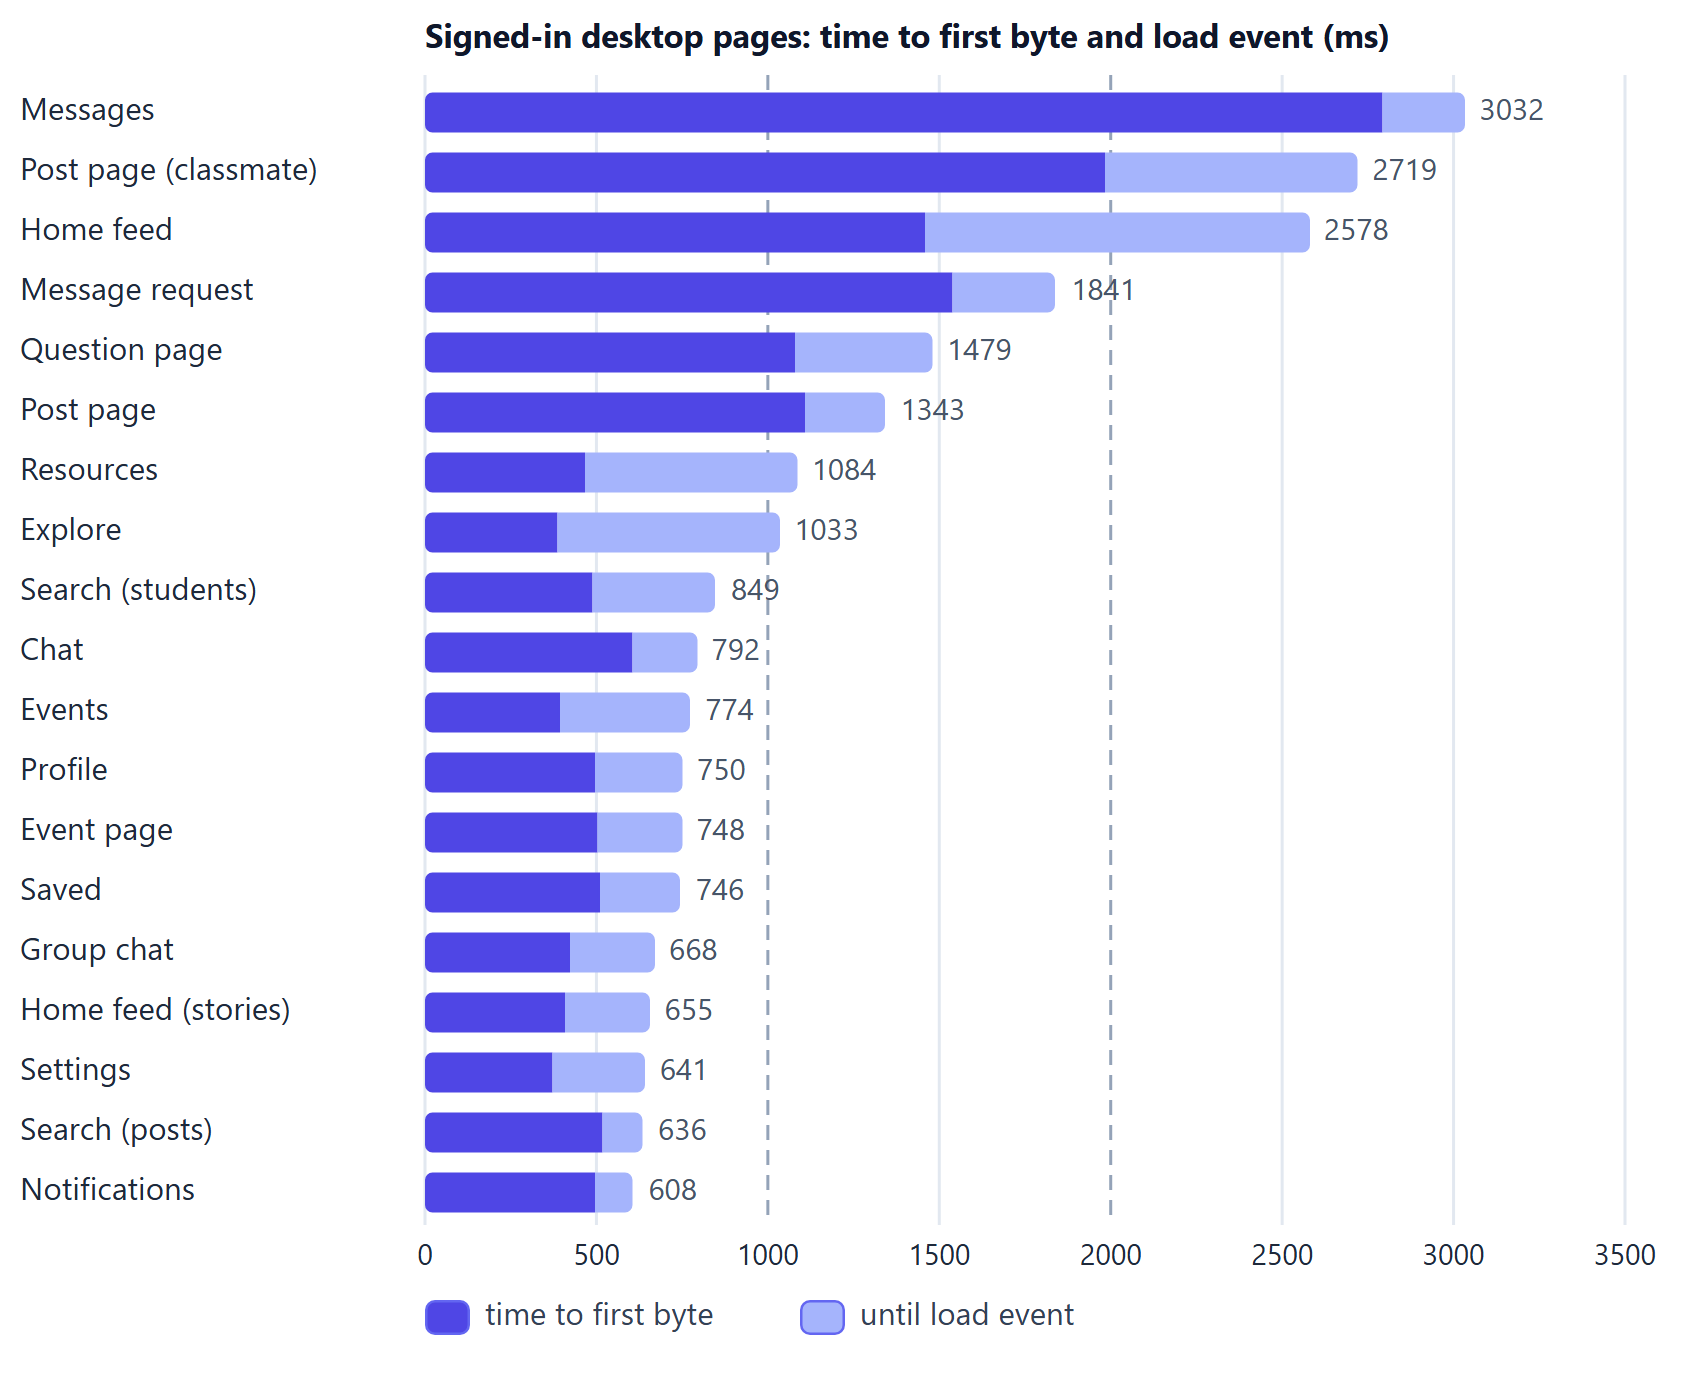 Signed-in desktop pages: time to first byte and load event (ms)
Messages 3032
Post page (classmate) 2719
Home feed 2578
Message request 1841
Question page 1479
Post page 1343
Resources 1084
Explore 1033
Search (students) 849
Chat 792
Events 774
Profile 750
Event page 748
Saved 746
Group chat 668
Home feed (stories) 655
Settings 641
Search (posts) 636
Notifications 608
0 500 1000 1500 2000 2500 3000 3500
time to first byte until load event